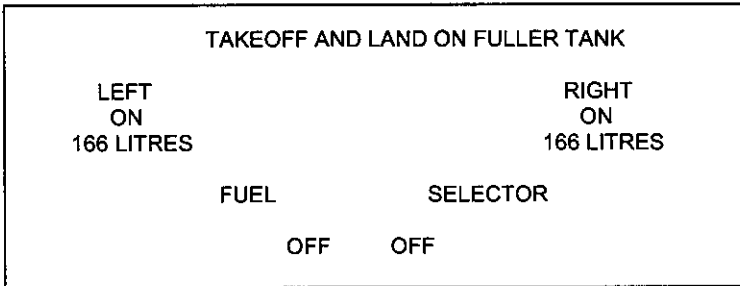 TAKEOFF AND LAND ON FULLER TANK
LEFT RIGHT
ON ON
166 LITRES 166 LITRES
FUEL SELECTOR
OFF OFF